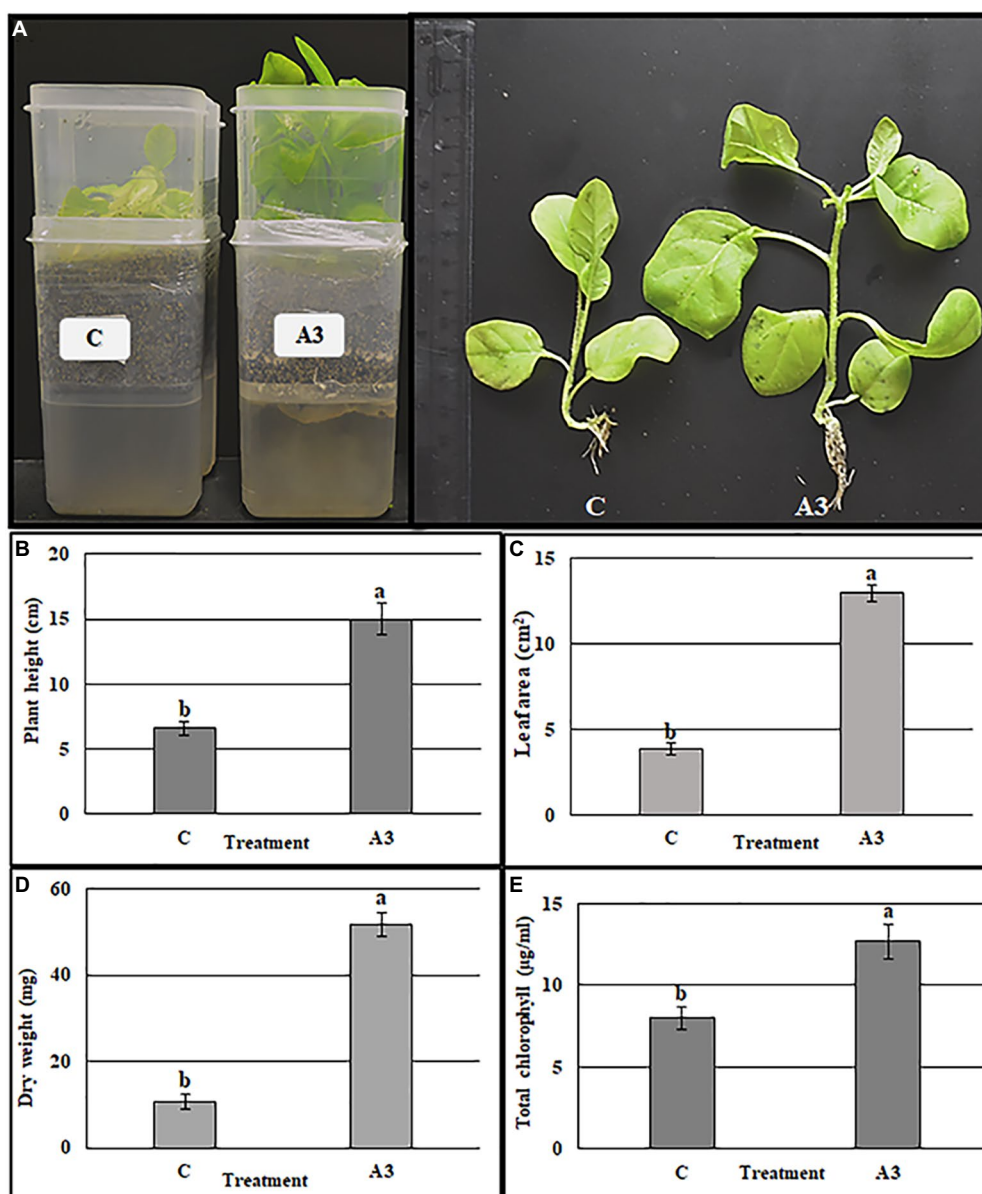 A
C
A3
C
A3
B
20
15
10
5
0
Plant height (cm)
b
a
C
Treatment
A3
C
15
10
5
0
Leaf area (cm²)
b
a
C
Treatment
A3
D
60
40
20
0
Dry weight (mg)
b
a
C
Treatment
A3
E
15
10
5
0
Total chlorophyll (µg/ml)
b
a
C
Treatment
A3